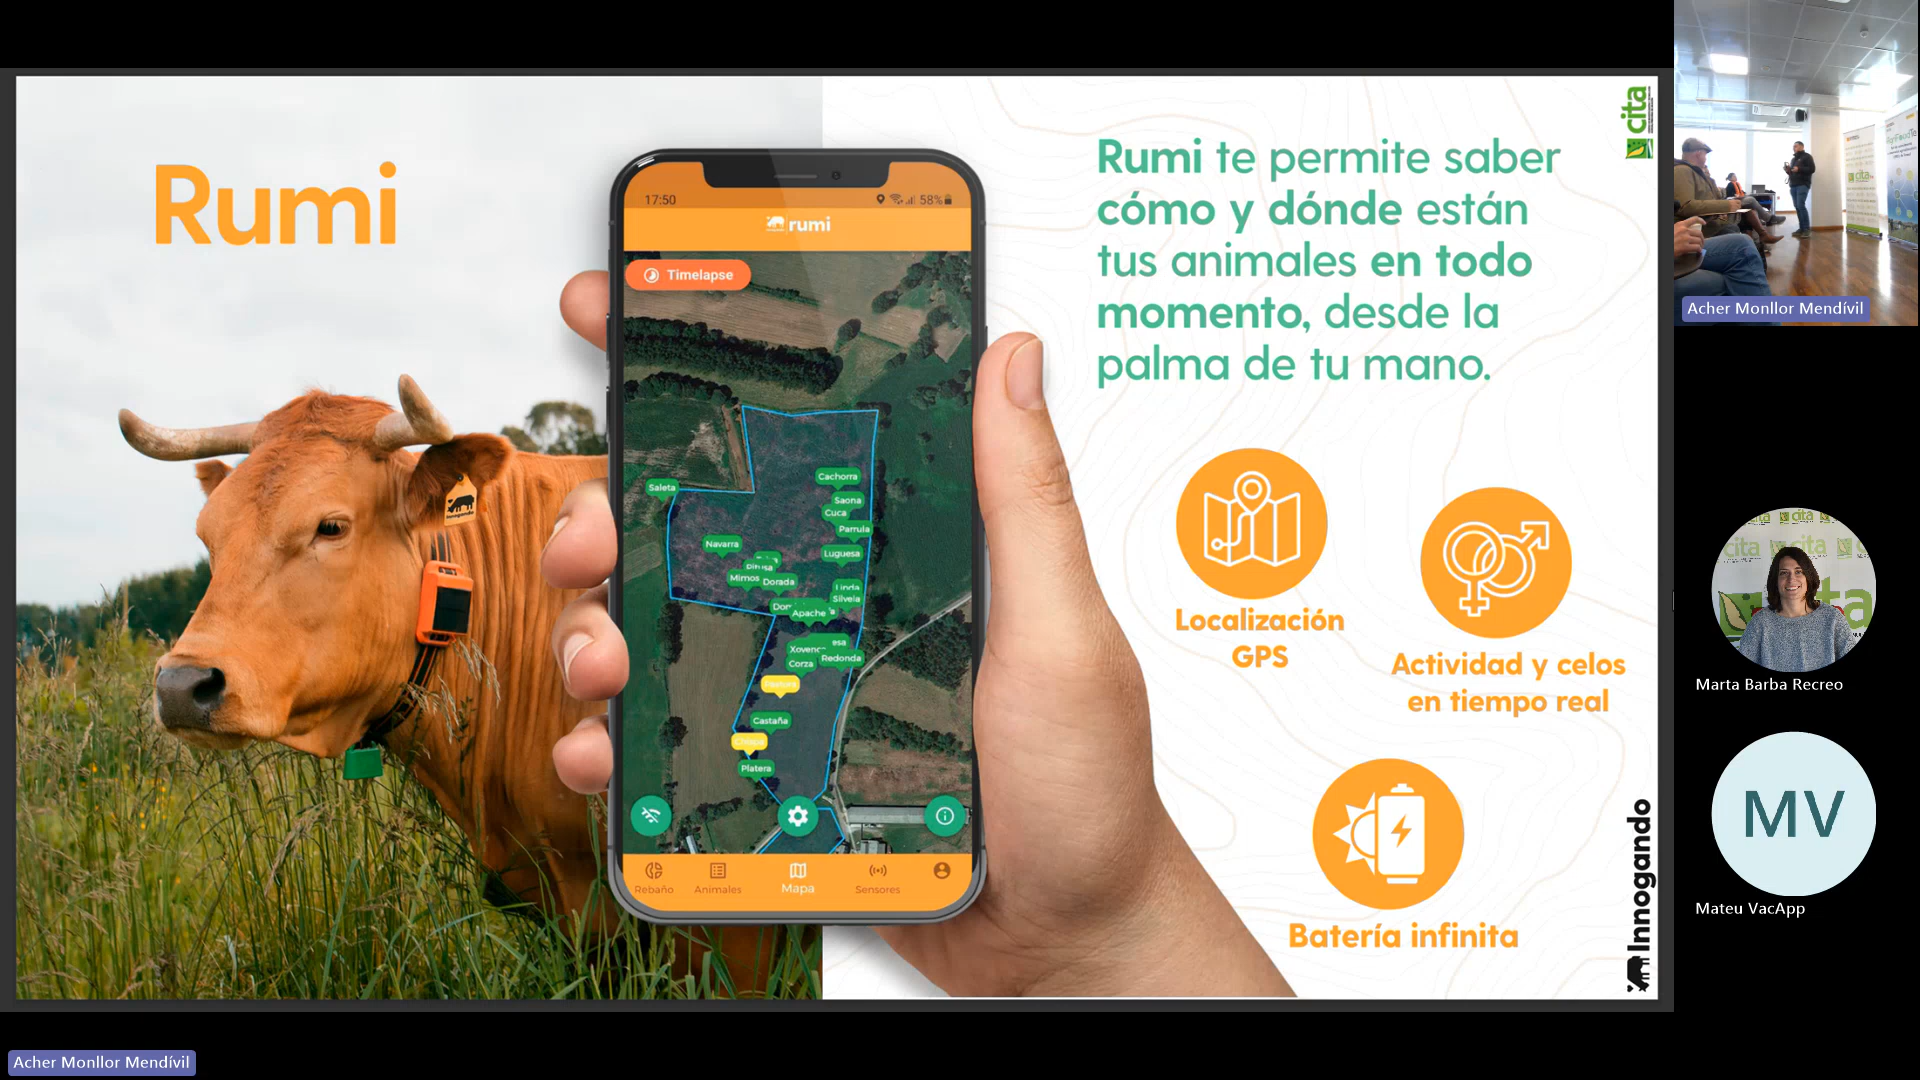 Rumi
17:50
58%
rumi
Timelapse
Cachorra
Saleta
Saona
Cuca
Parrula
Navarra
Luguesa
Mimos
Dorada
Linda
Silvela
Apache
Redonda
Corza
Castaña
Platera
Rebaño
Animales
Mapa
Sensores
Rumi te permite saber
cómo y dónde están
tus animales en todo
momento, desde la
palma de tu mano.
Localización
GPS
Actividad y celos
en tiempo real
Batería infinita
cita
Innogando
Acher Monllor Mendívil
Marta Barba Recreo
MV
Mateu VacApp
Acher Monllor Mendívil